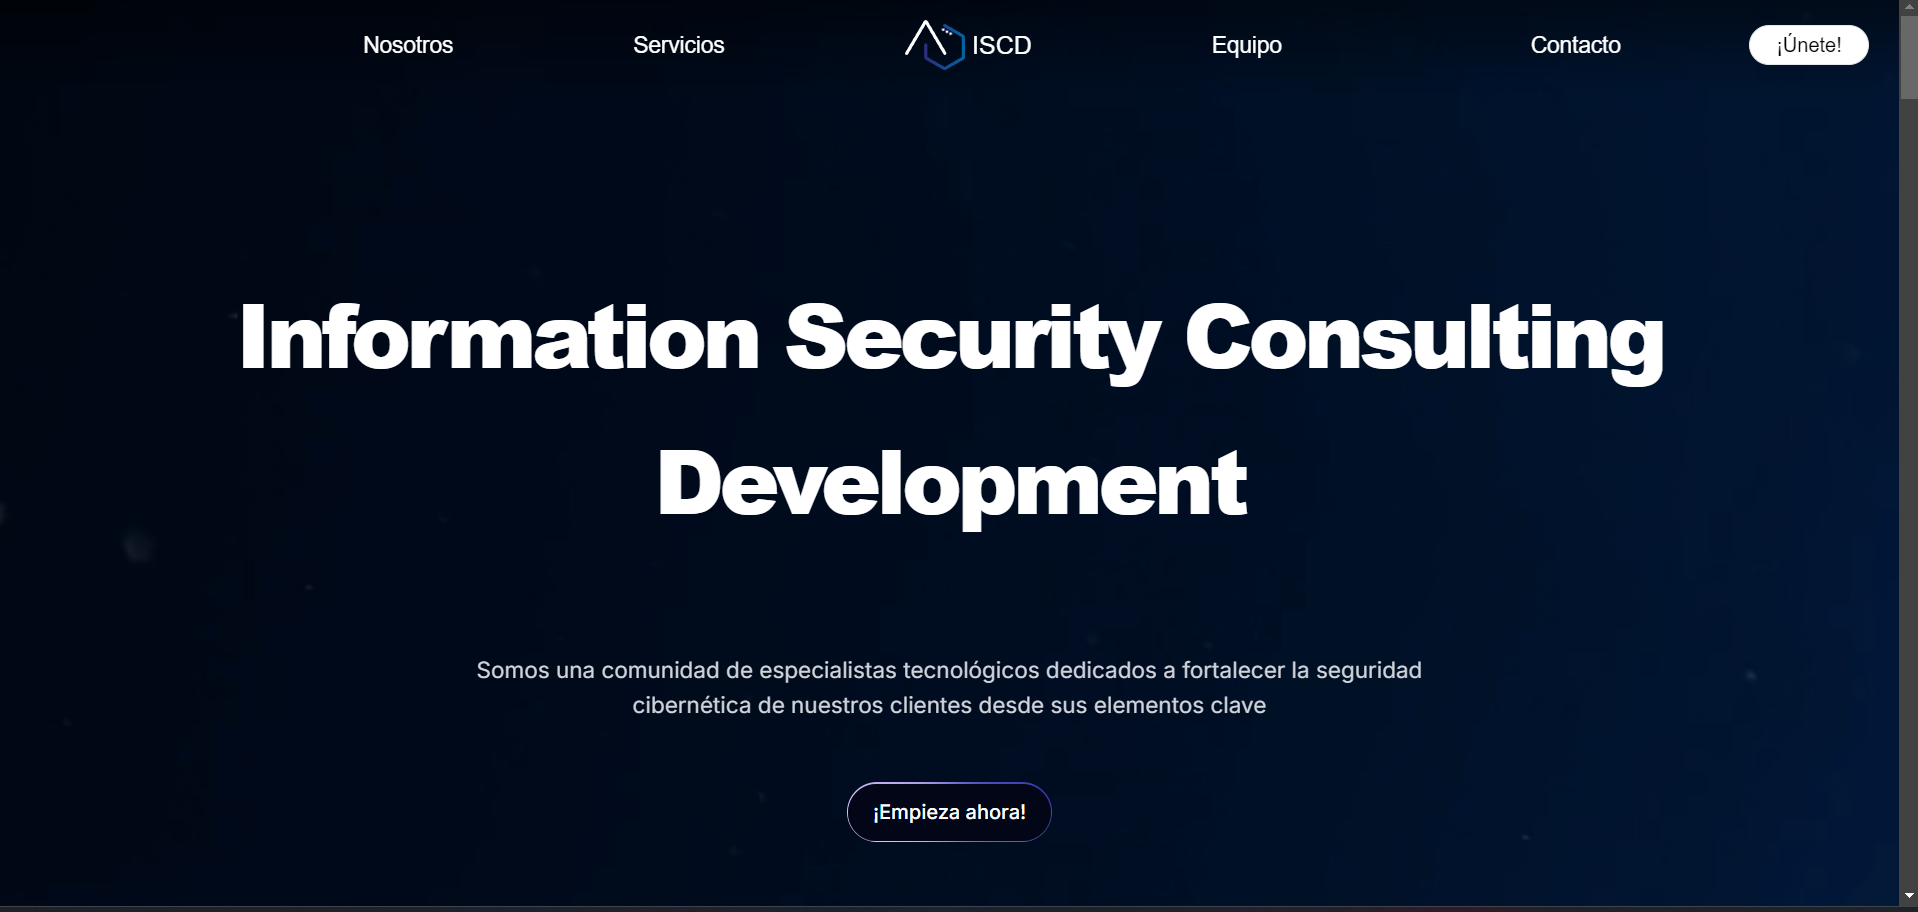 Nosotros
Servicios
ISCD
Equipo
Contacto
¡Únete!
Information Security Consulting
Development
Somos una comunidad de especialistas tecnológicos dedicados a fortalecer la seguridad
cibernética de nuestros clientes desde sus elementos clave
¡Empieza ahora!